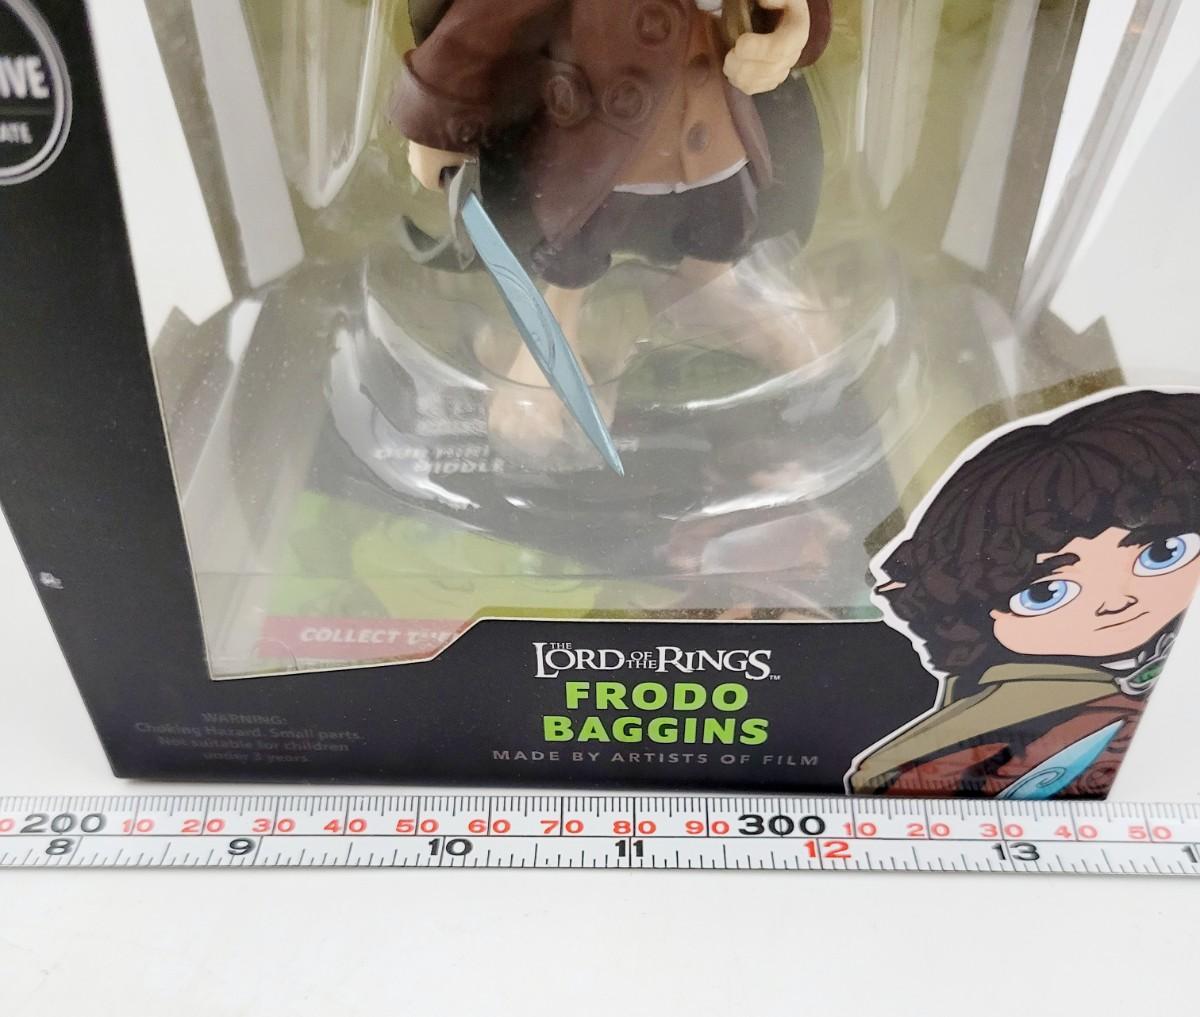 COLLECT
THE
LORD OF THE RINGS™
FRODO
BAGGINS
MADE BY ARTISTS OF FILM
WARNING:
Choking Hazard. Small parts.
Not suitable for children
under 3 years.
200 10 20 30 40 50 60 70 80 90 300 10 20 30 40 50
8 9 10 11 12 13